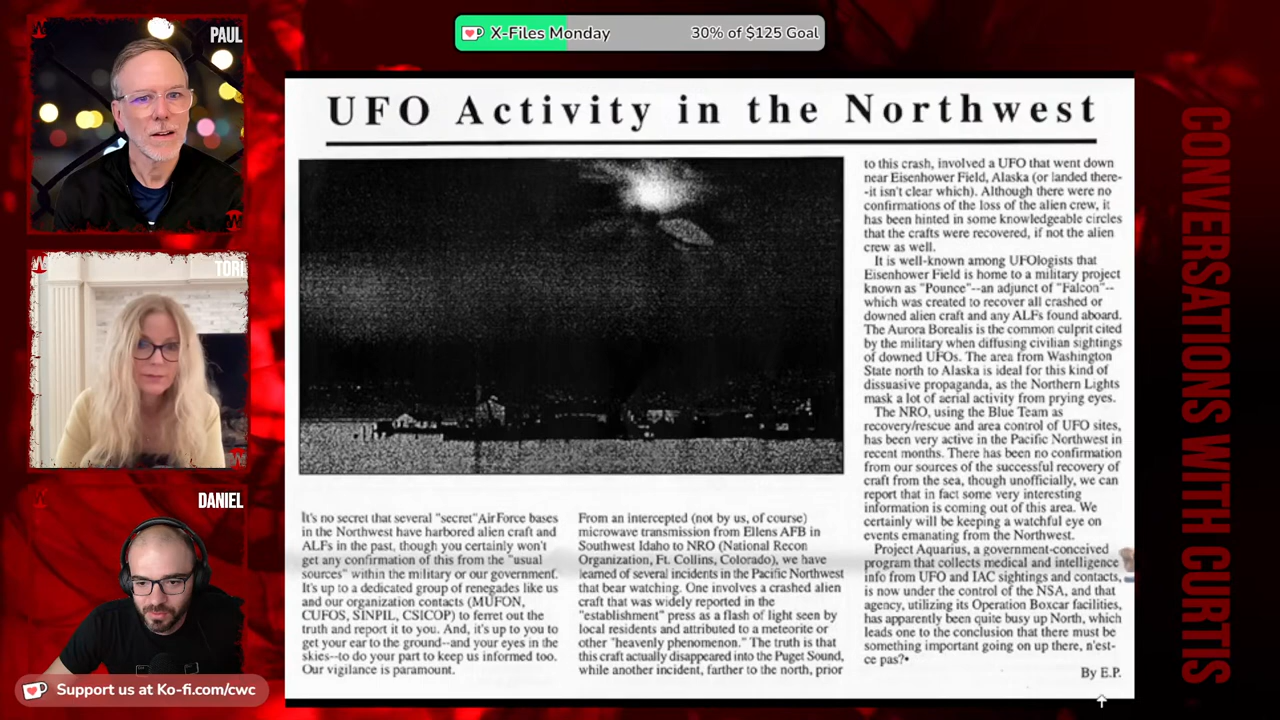 PAUL
TORI
DANIEL
Support us at Ko-fi.com/cwc
X-Files Monday
30% of $125 Goal
UFO Activity in the Northwest
It's no secret that several "secret"AirForce bases
in the Northwest have harbored alien craft and
ALFs in the past, though you certainly won't
get any confirmation of this from the "usual
sources" within the military or our government.
It's up to a dedicated group of renegades like us
and our organization contacts (MUFON,
CUFOS, SINPIL, CSICOP) to ferret out the
truth and report it to you. And, it's up to you to
get your ear to the ground--and your eyes in the
skies--to do your part to keep us informed too.
Our vigilance is paramount.
From an intercepted (not by us, of course)
microwave transmission from Ellens AFB in
Southwest Idaho to NRO (National Recon
Organization, Ft. Collins, Colorado), we have
learned of several incidents in the Pacific Northwest
that bear watching. One involves a crashed alien
craft that was widely reported in the
"establishment" press as a flash of light seen by
local residents and attributed to a meteorite or
other "heavenly phenomenon." The truth is that
this craft actually disappeared into the Puget Sound,
while another incident, farther to the north, prior
to this crash, involved a UFO that went down
near Eisenhower Field, Alaska (or landed there-
-it isn't clear which). Although there were no
confirmations of the loss of the alien crew, it
has been hinted in some knowledgeable circles
that the crafts were recovered, if not the alien
crew as well.
It is well-known among UFOlogists that
Eisenhower Field is home to a military project
known as "Pounce"--an adjunct of "Falcon"--
which was created to recover all crashed or
downed alien craft and any ALFs found aboard.
The Aurora Borealis is the common culprit cited
by the military when diffusing civilian sightings
of downed UFOs. The area from Washington
State north to Alaska is ideal for this kind of
dissuasive propaganda, as the Northern Lights
mask a lot of aerial activity from prying eyes.
The NRO, using the Blue Team as
recovery/rescue and area control of UFO sites,
has been very active in the Pacific Northwest in
recent months. There has been no confirmation
from our sources of the successful recovery of
craft from the sea, though unofficially, we can
report that in fact some very interesting
information is coming out of this area. We
certainly will be keeping a watchful eye on
events emanating from the Northwest.
Project Aquarius, a government-conceived
program that collects medical and intelligence
info from UFO and IAC sightings and contacts,
is now under the control of the NSA, and that
agency, utilizing its Operation Boxcar facilities,
has apparently been quite busy up North, which
leads one to the conclusion that there must be
something important going on up there, n'est-
ce pas?•
By E.P.
CONVERSATIONS WITH CURTIS